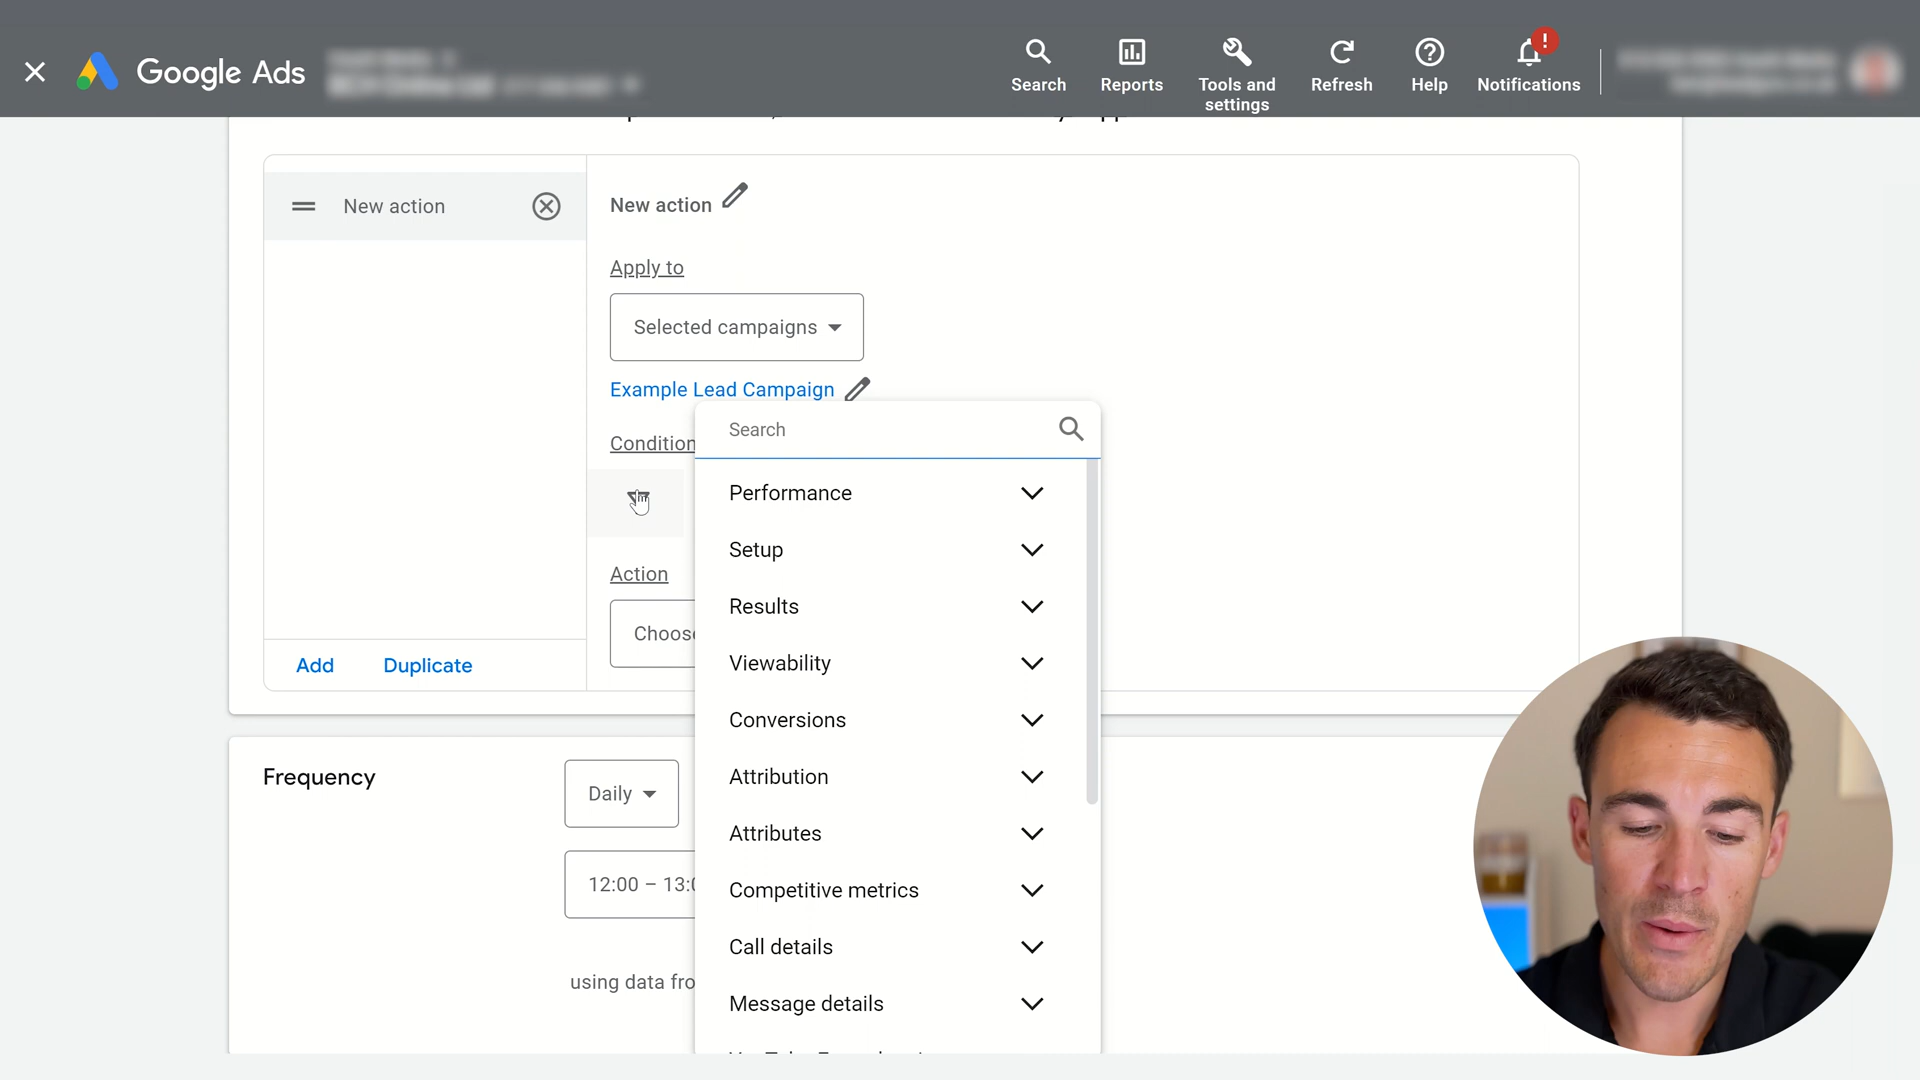 Google Ads
Search
Reports
Tools and
settings
Refresh
Help
Notifications
New action
New action
Apply to
Selected campaigns
Example Lead Campaign
Search
Condition
Performance
Setup
Action
Results
Choose
Add
Duplicate
Viewability
Conversions
Attribution
Attributes
Competitive metrics
Call details
Message details
Frequency
Daily
12:00 – 13:0
using data fro